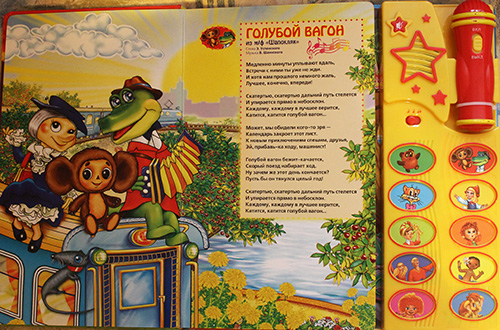 ГОЛУБОЙ ВАГОН
ИЗ М/Ф «ШАПОКЛЯК»
Слова Э. Успенского
Музыка В. Шаинского
Медленно минуты уплывают вдаль,
Встречи с ними ты уже не жди.
И хотя нам прошлого немного жаль,
Лучшее, конечно, впереди!
Скатертью, скатертью дальний путь стелется
И упирается прямо в небосклон.
Каждому, каждому в лучшее верится,
Катится, катится голубой вагон.
Может, мы обидели кого-то зря —
Календарь закроет этот лист.
К новым приключениям спешим, друзья,
Эй, прибавь-ка ходу, машинист!
Голубой вагон бежит-качается,
Скорый поезд набирает ход,
Ну зачем же этот день кончается?
Пусть бы он тянулся целый год!
Скатертью, скатертью дальний путь стелется
И упирается прямо в небосклон.
Каждому, каждому в лучшее верится,
Катится, катится голубой вагон...